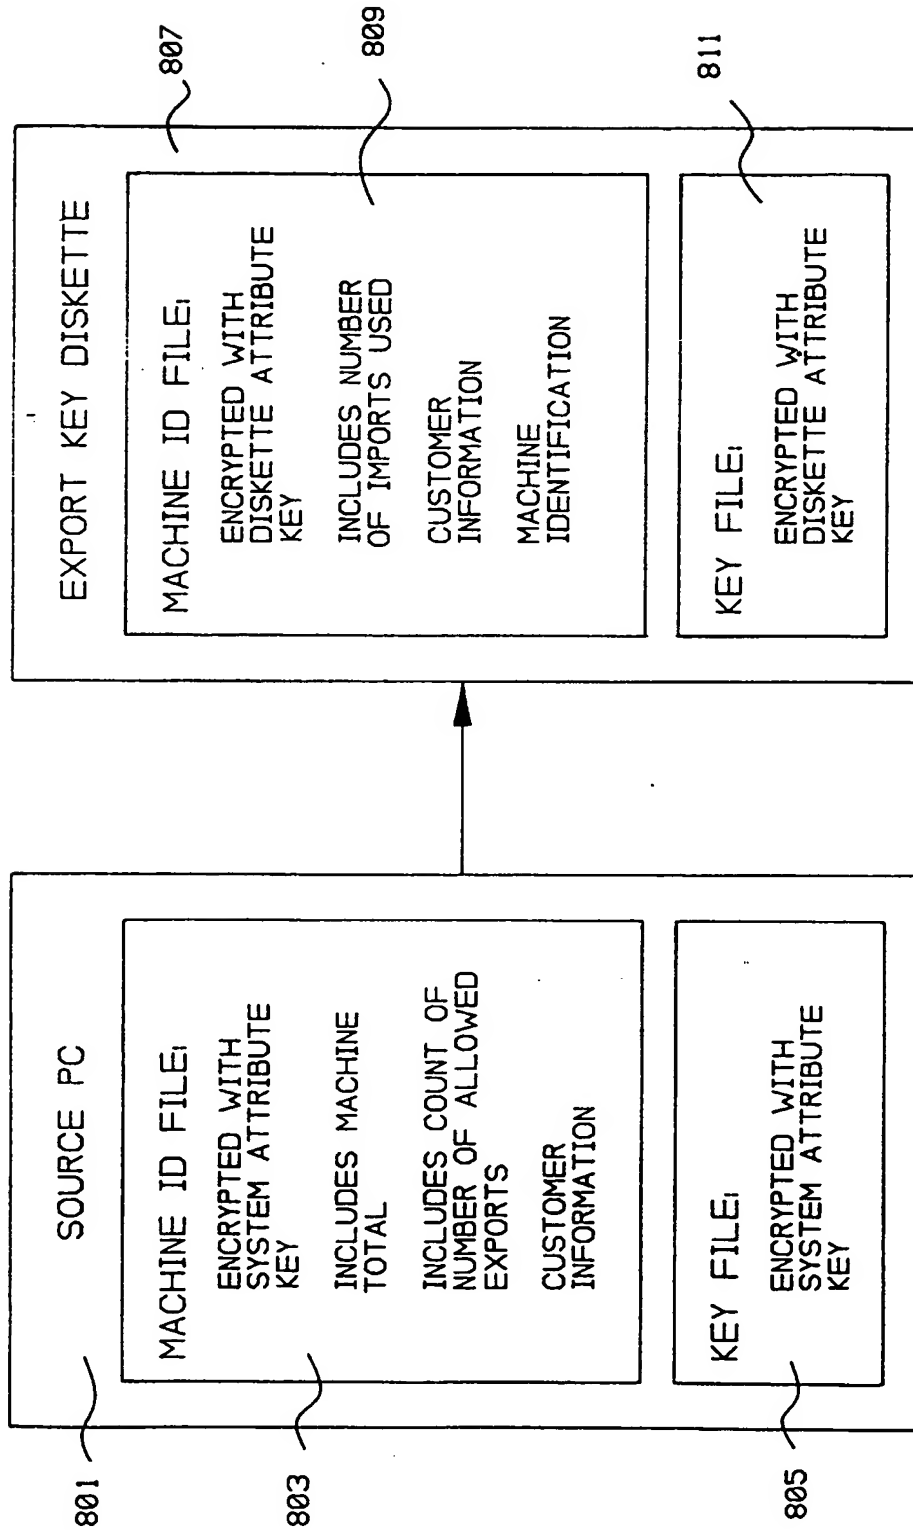 801
SOURCE PC
803
MACHINE ID FILE:
ENCRYPTED WITH
SYSTEM ATTRIBUTE
KEY
INCLUDES MACHINE
TOTAL
INCLUDES COUNT OF
NUMBER OF ALLOWED
EXPORTS
CUSTOMER
INFORMATION
805
KEY FILE:
ENCRYPTED WITH
SYSTEM ATTRIBUTE
KEY
EXPORT KEY DISKETTE
807
MACHINE ID FILE:
ENCRYPTED WITH
DISKETTE ATTRIBUTE
KEY
INCLUDES NUMBER
OF IMPORTS USED
CUSTOMER
INFORMATION
MACHINE
IDENTIFICATION
809
KEY FILE:
ENCRYPTED WITH
DISKETTE ATTRIBUTE
KEY
811